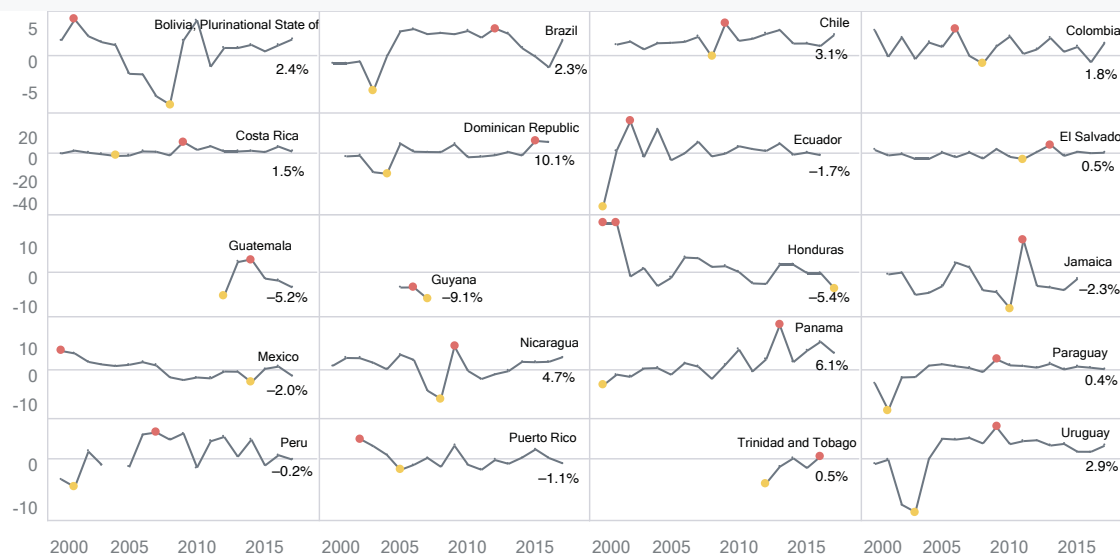 5
0
-5
Bolivia, Plurinational State of
2.4%
Brazil
2.3%
Chile
3.1%
Colombia
1.8%
20
0
-20
-40
Costa Rica
1.5%
Dominican Republic
10.1%
Ecuador
−1.7%
El Salvado
0.5%
10
0
-10
Guatemala
−5.2%
Guyana
−9.1%
Honduras
−5.4%
Jamaica
−2.3%
10
0
-10
Mexico
−2.0%
Nicaragua
4.7%
Panama
6.1%
Paraguay
0.4%
0
-10
Peru
−0.2%
Puerto Rico
−1.1%
Trinidad and Tobago
0.5%
Uruguay
2.9%
2000 2005 2010 2015 2000 2005 2010 2015 2000 2005 2010 2015 2000 2005 2010 2015